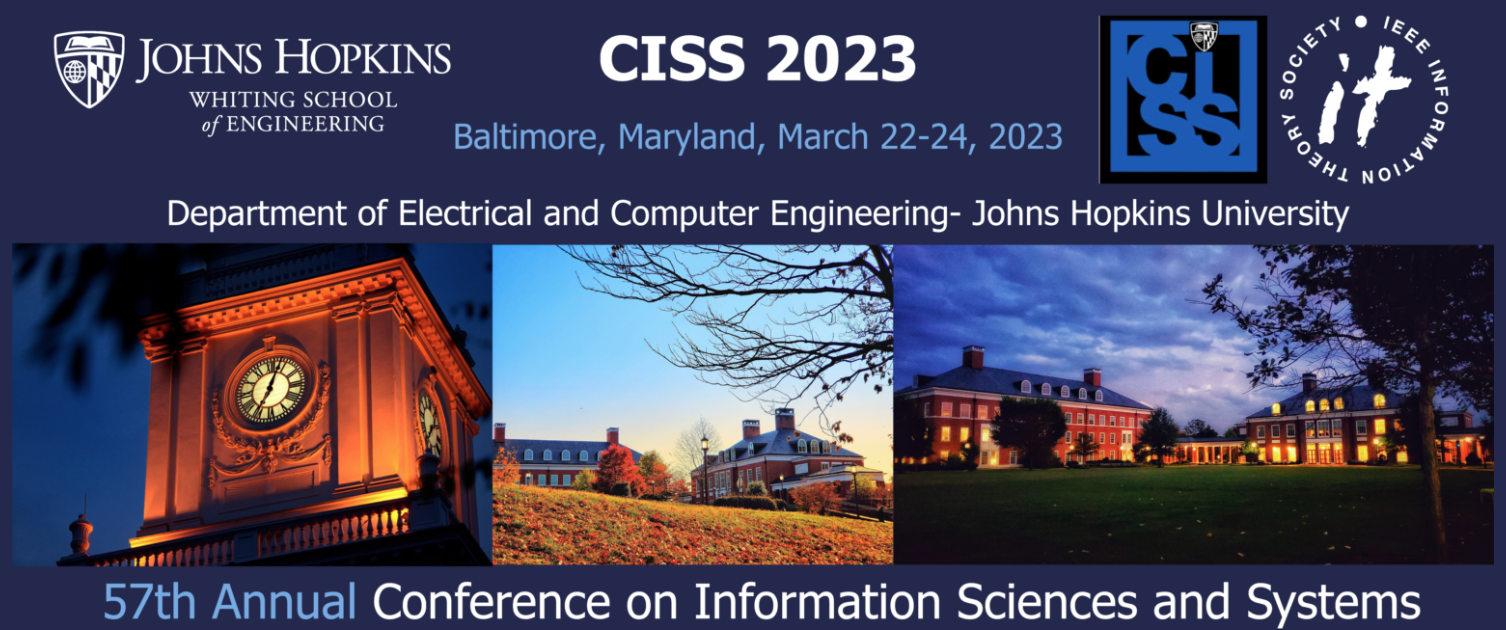 JOHNS HOPKINS
WHITING SCHOOL
of ENGINEERING
CISS 2023
Baltimore, Maryland, March 22-24, 2023
CISS
IEEE INFORMATION THEORY SOCIETY
it
Department of Electrical and Computer Engineering- Johns Hopkins University
57th Annual Conference on Information Sciences and Systems